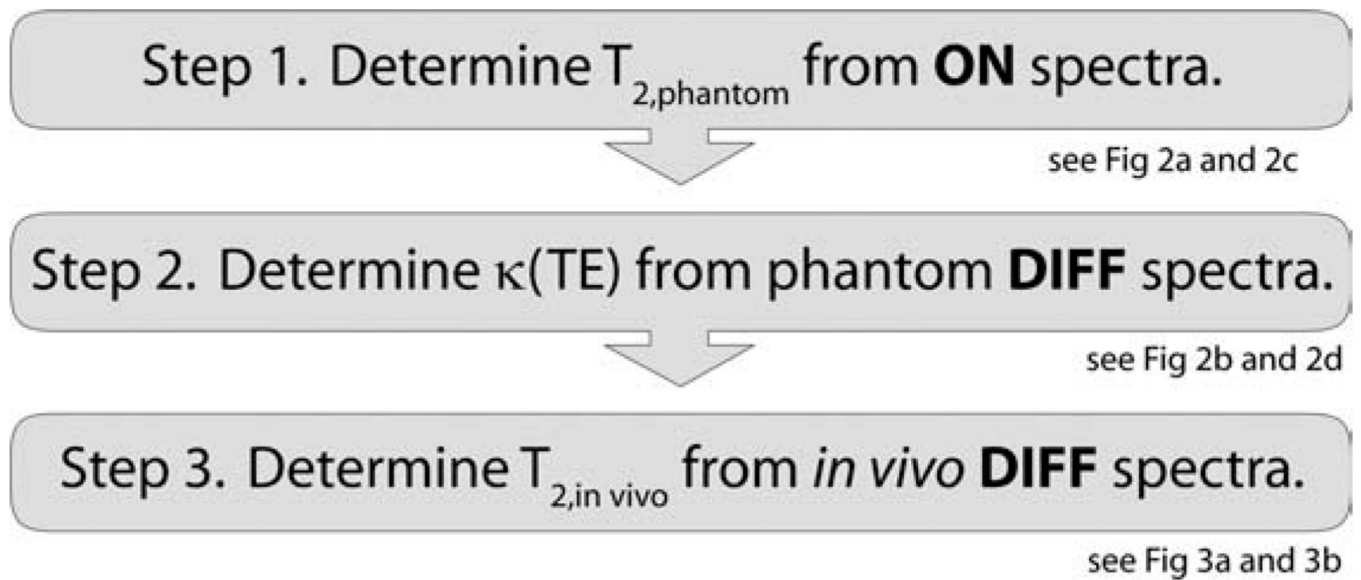 Step 1. Determine T2,phantom from ON spectra.
see Fig 2a and 2c
Step 2. Determine κ(TE) from phantom DIFF spectra.
see Fig 2b and 2d
Step 3. Determine T2,in vivo from in vivo DIFF spectra.
see Fig 3a and 3b